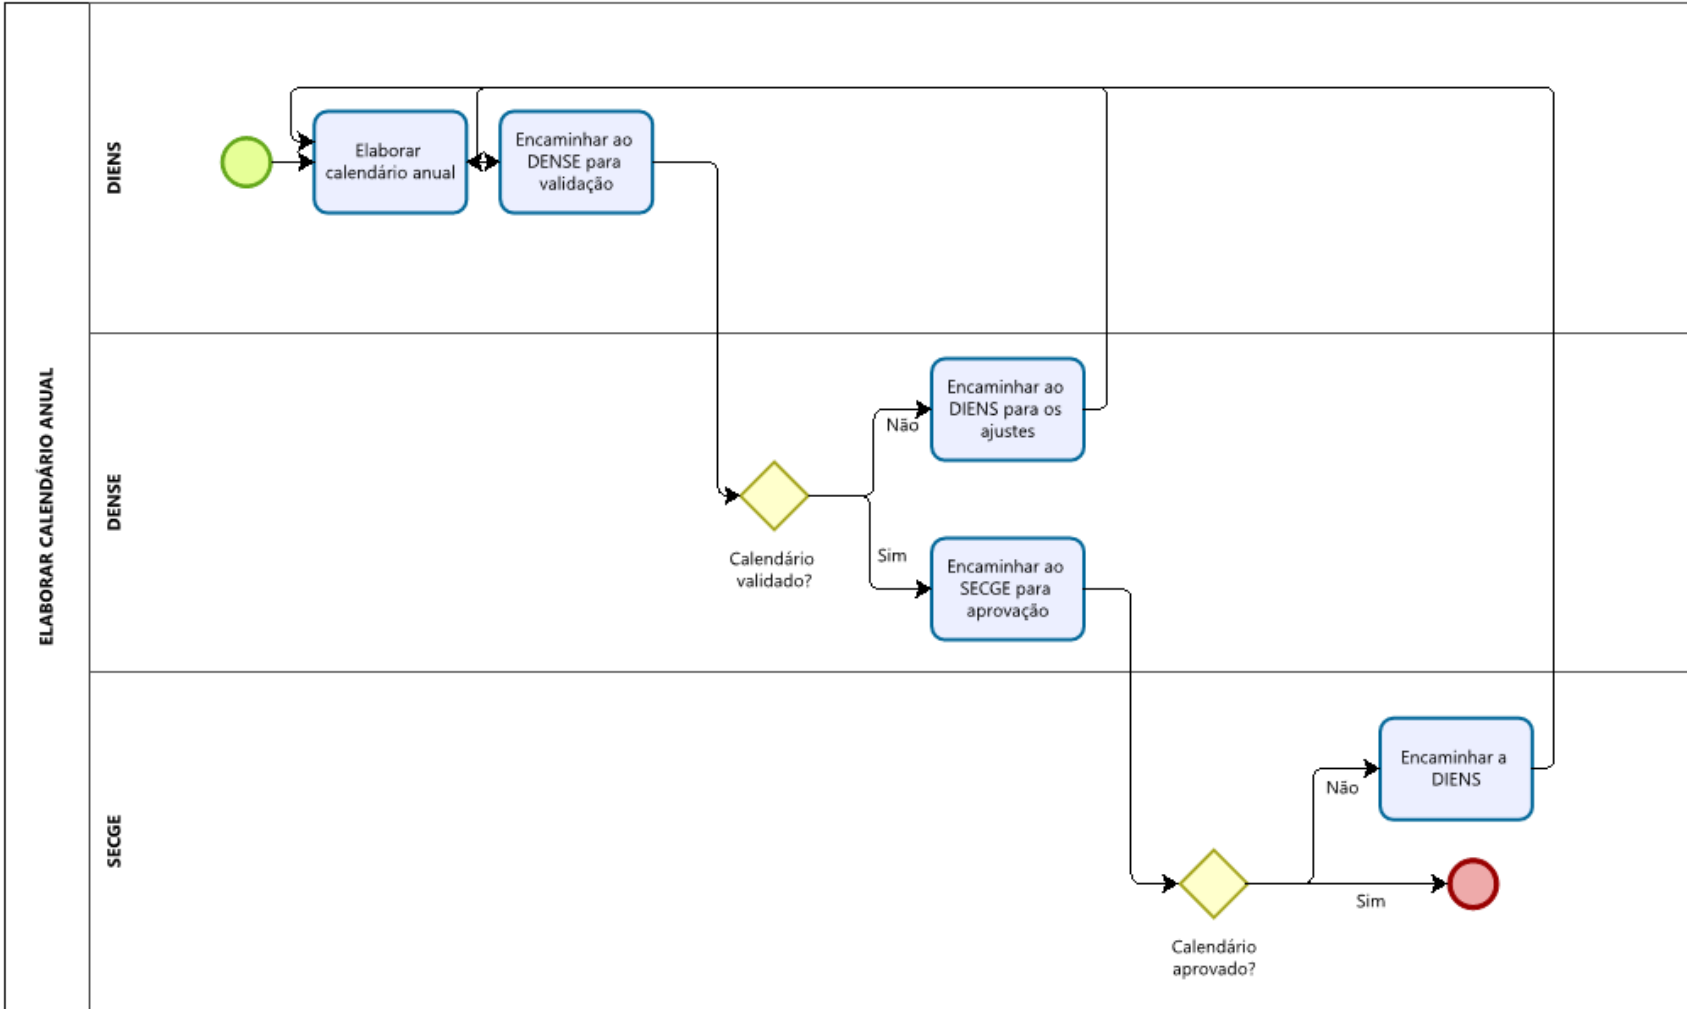 ELABORAR CALENDÁRIO ANUAL
DIENS
Elaborar
calendário anual
Encaminhar ao
DENSE para
validação
DENSE
Calendário
validado?
Não
Encaminhar ao
DIENS para os
ajustes
Sim
Encaminhar ao
SECGE para
aprovação
SECGE
Calendário
aprovado?
Não
Encaminhar a
DIENS
Sim